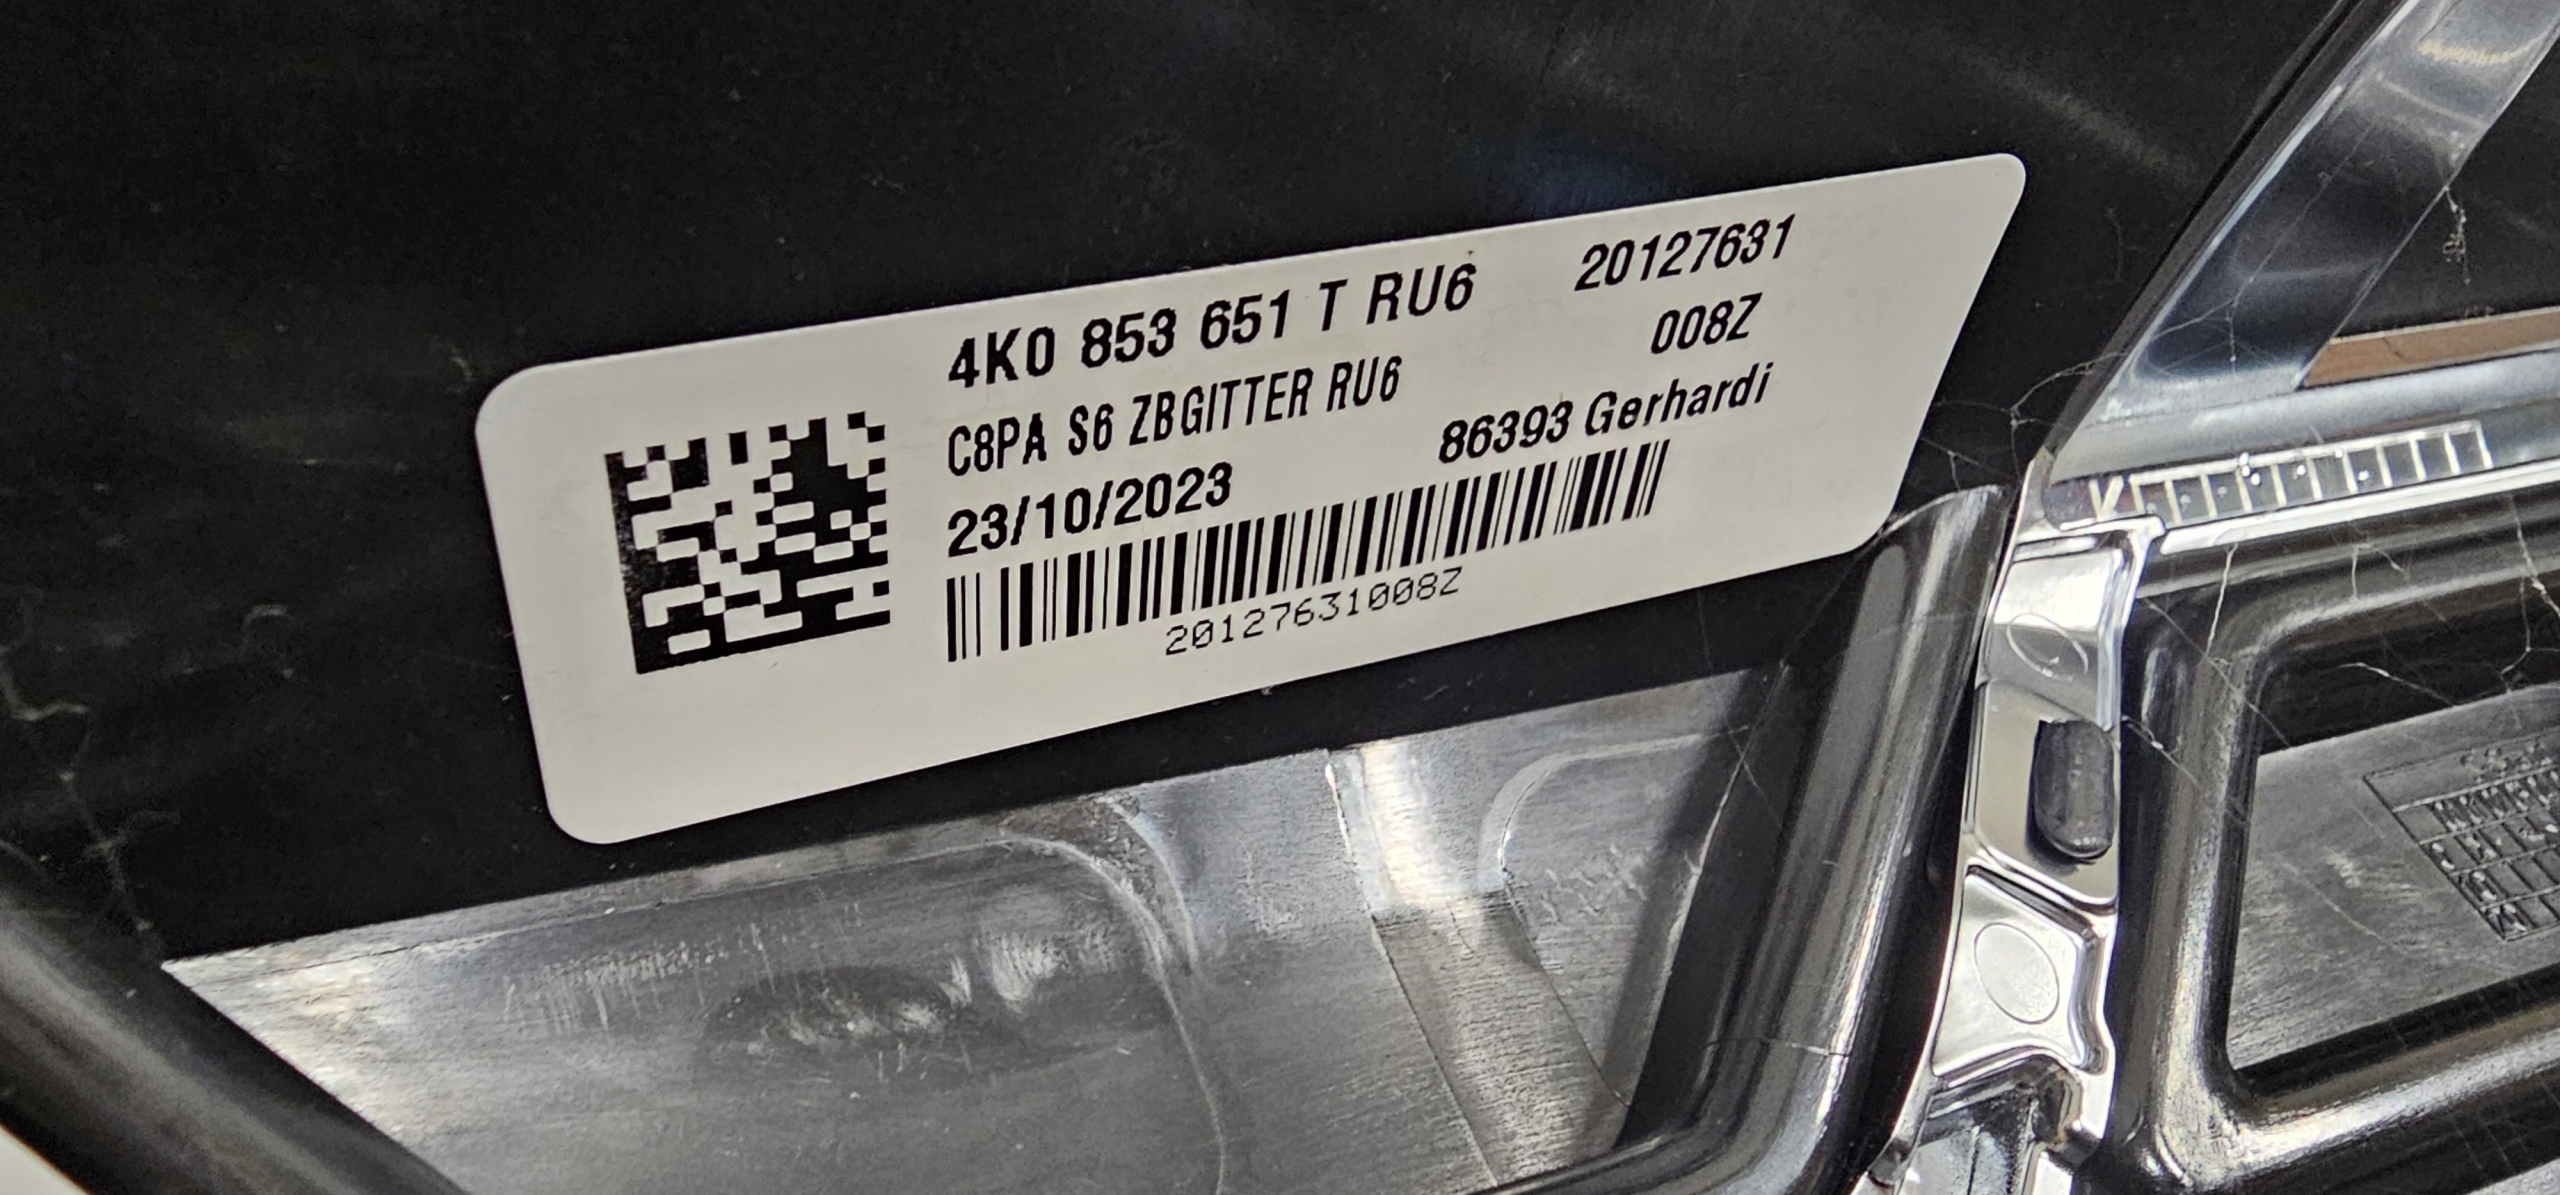 4K0 853 651 T RU6 20127631
C8PA S6 ZBGITTER RU6 008Z
23/10/2023 86393 Gerhardi
20127631008Z